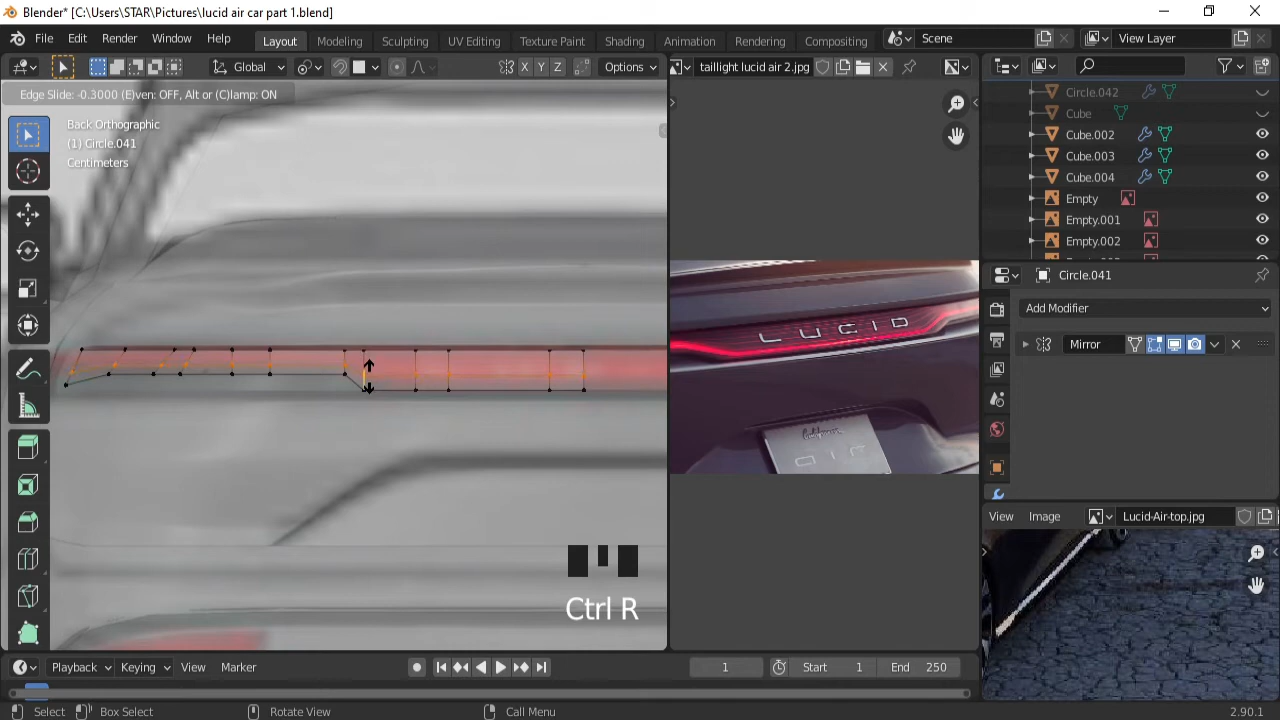 Blender* [C:\Users\STAR\Pictures\lucid air car part 1.blend]
File Edit Render Window Help
Layout Modeling Sculpting UV Editing Texture Paint Shading Animation Rendering Compositing
Scene
View Layer
Global
X Y Z
Options
taillight lucid air 2.jpg
Edge Slide: -0.3000 (E)ven: OFF, Alt or (C)lamp: ON
Back Orthographic
(1) Circle.041
Centimeters
Circle.042
Cube
Cube.002
Cube.003
Cube.004
Empty
Empty.001
Empty.002
Circle.041
Add Modifier
Mirror
LUCID
View Image
Lucid-Air-top.jpg
Ctrl R
Playback Keying View Marker
1
Start 1
End 250
Select Box Select Rotate View Call Menu
2.90.1